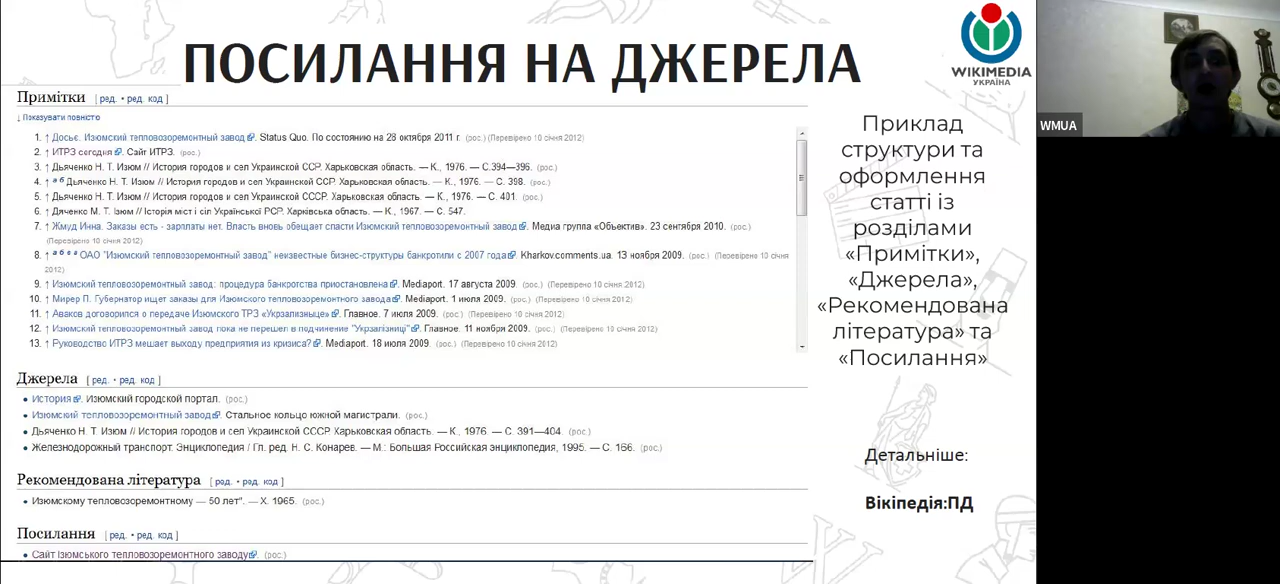 ПОСИЛАННЯ НА ДЖЕРЕЛА
WIKIMEDIA
УКРАЇНА
WMUA
Примітки [ред. • ред. код]
↓ Показувати повністю
1. ↑ Досьє. Изюмский тепловозоремонтный завод. Status Quo. По состоянию на 28 октября 2011 г. (рос.) (Перевірено 10 січня 2012)
2. ↑ ИТРЗ сегодня. Сайт ИТРЗ. (рос.)
3. ↑ Дьяченко Н. Т. Изюм // История городов и сел Украинской ССР. Харьковская область. — К., 1976. — С.394—396. (рос.)
4. ↑ а б Дьяченко Н. Т. Изюм // История городов и сел Украинской ССР. Харьковская область. — К., 1976. — С. 398. (рос.)
5. ↑ Дьяченко Н. Т. Изюм // История городов и сел Украинской СССР. Харьковская область. — К., 1976. — С. 401. (рос.)
6. ↑ Дяченко М. Т. Ізюм // Історія міст і сіл Української РСР. Харківська область. — К., 1967. — С. 547.
7. ↑ Жмуд Инна. Заказы есть - зарплаты нет. Власть вновь обещает спасти Изюмский тепловозоремонтный завод. Медиа группа «Объектив». 23 сентября 2010. (рос.)
(Перевірено 10 січня 2012)
8. ↑ а б в а ОАО "Изюмский тепловозоремонтный завод" неизвестные бизнес-структуры банкротили с 2007 года. Kharkov.comments.ua. 13 ноября 2009. (рос.) (Перевірено 10 січня
2012)
9. ↑ Изюмский тепловозоремонтный завод: процедура банкротства приостановлена. Mediaport. 17 августа 2009. (рос.) (Перевірено 10 січня 2012)
10. ↑ Мирер П. Губернатор ищет заказы для Изюмского тепловозоремонтного завода. Mediaport. 1 июля 2009. (рос.) (Перевірено 10 січня 2012)
11. ↑ Аваков договорился о передаче Изюмского ТРЗ «Укрзализныце». Главное. 7 июля 2009. (рос.) (Перевірено 10 січня 2012)
12. ↑ Изюмский тепловозоремонтный завод пока не перешел в подчинение "Укрзалізниці". Главное. 11 ноября 2009. (рос.) (Перевірено 10 січня 2012)
13. ↑ Руководство ИТРЗ мешает выходу предприятия из кризиса?. Mediaport. 18 июля 2009. (рос.) (Перевірено 10 січня 2012)
Джерела [ред. • ред. код]
• История. Изюмский городской портал. (рос.)
• Изюмский тепловозоремонтный завод. Стальное кольцо южной магистрали. (рос.)
• Дьяченко Н. Т. Изюм // История городов и сел Украинской СССР. Харьковская область. — К., 1976. — С. 391—404. (рос.)
• Железнодорожный транспорт. Энциклопедия / Гл. ред. Н. С. Конарев. — М.: Большая Российская энциклопедия, 1995. — С. 166. (рос.)
Рекомендована література [ред. • ред. код]
• Изюмскому тепловозоремонтному — 50 лет". — Х. 1965. (рос.)
Посилання [ред. • ред. код]
• Сайт Ізюмського тепловозоремонтного заводу. (рос.)
Приклад
структури та
оформлення
статті із
розділами
«Примітки»,
«Джерела»,
«Рекомендована
література» та
«Посилання»
Детальніше:
Вікіпедія:ПД